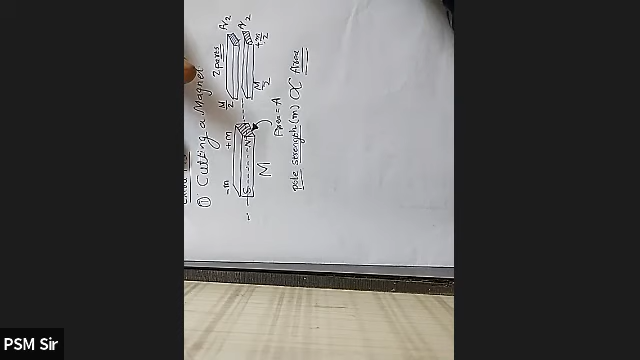 ① Cutting a Magnet
2 parts
-m
+m
S
N
M
Area = A
M/2
A/2
A/2
+m/2
M/2
pole strength (m) ∝ Area
PSM Sir